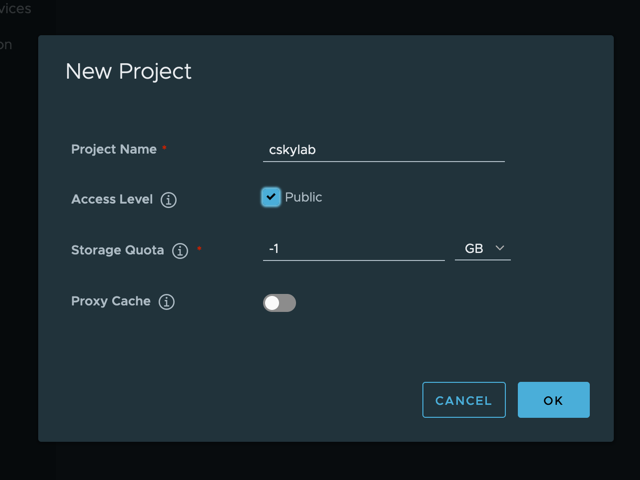 vices
on
New Project
Project Name *
cskylab
Access Level
Public
Storage Quota *
-1 GB
Proxy Cache
CANCEL OK